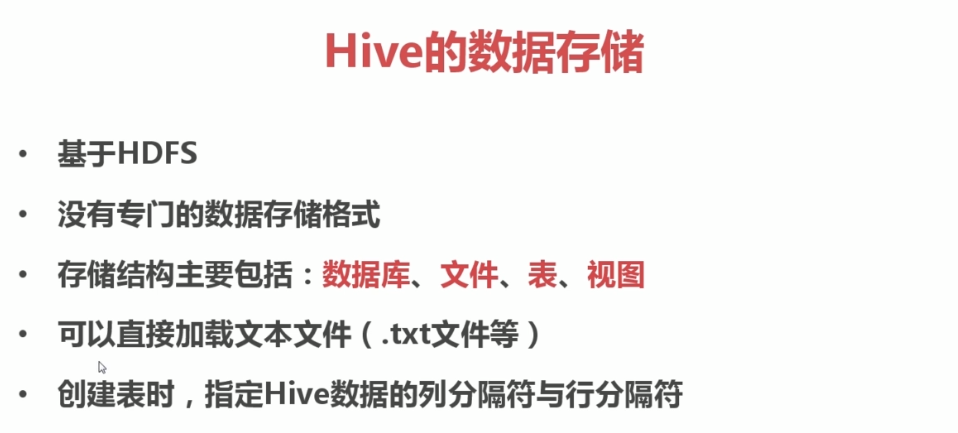 Hive的数据存储
• 基于HDFS
• 没有专门的数据存储格式
• 存储结构主要包括：数据库、文件、表、视图
• 可以直接加载文本文件（.txt文件等）
• 创建表时，指定Hive数据的列分隔符与行分隔符